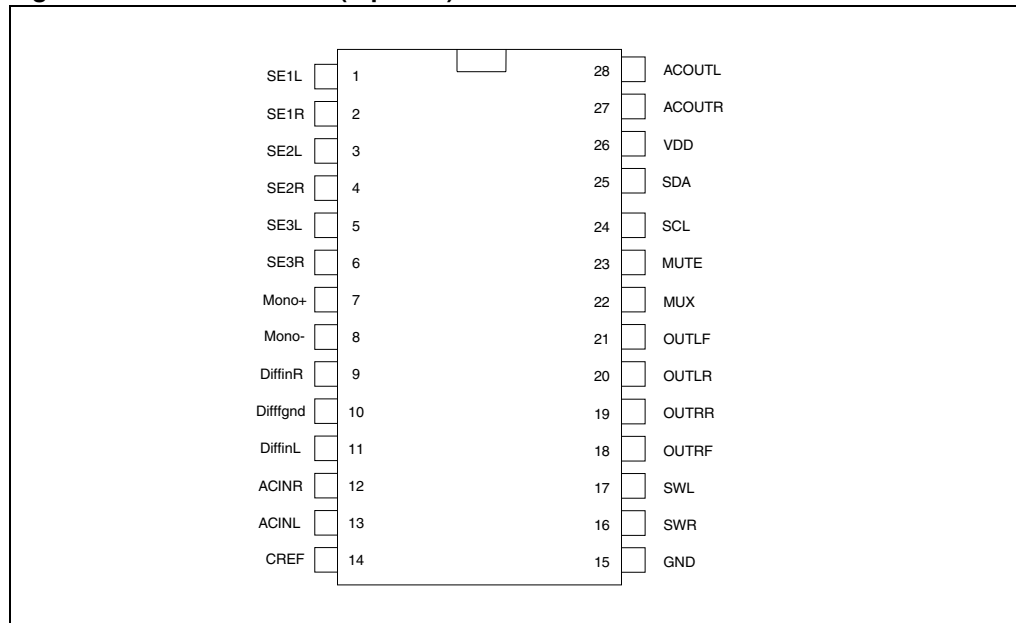 SE1L 1 28 ACOUTL
SE1R 2 27 ACOUTR
SE2L 3 26 VDD
SE2R 4 25 SDA
SE3L 5 24 SCL
SE3R 6 23 MUTE
Mono+ 7 22 MUX
Mono- 8 21 OUTLF
DiffinR 9 20 OUTLR
Difffgnd 10 19 OUTRR
DiffinL 11 18 OUTRF
ACINR 12 17 SWL
ACINL 13 16 SWR
CREF 14 15 GND